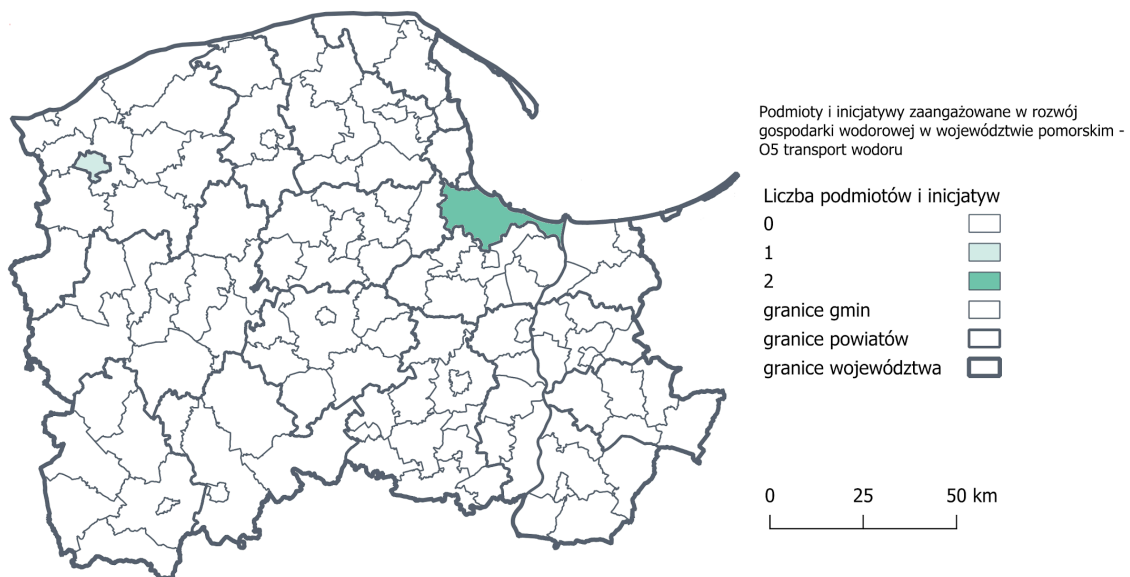 Podmioty i inicjatywy zaangażowane w rozwój
gospodarki wodorowej w województwie pomorskim -
O5 transport wodoru
Liczba podmiotów i inicjatyw
0
1
2
granice gmin
granice powiatów
granice województwa
0 25 50 km